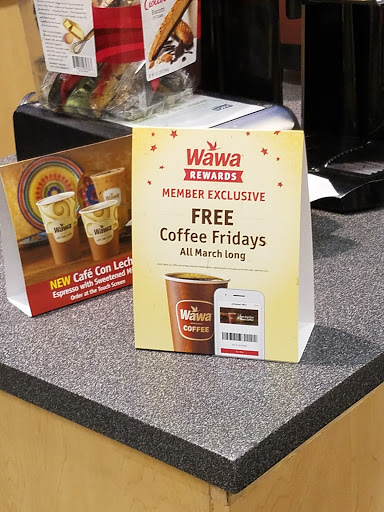 Wawa
REWARDS
MEMBER EXCLUSIVE
FREE
Coffee Fridays
All March long
Wawa
COFFEE
Wawa
Wawa
NEW Café Con Lech
Espresso with Sweetened M
Order at the Touch Screen